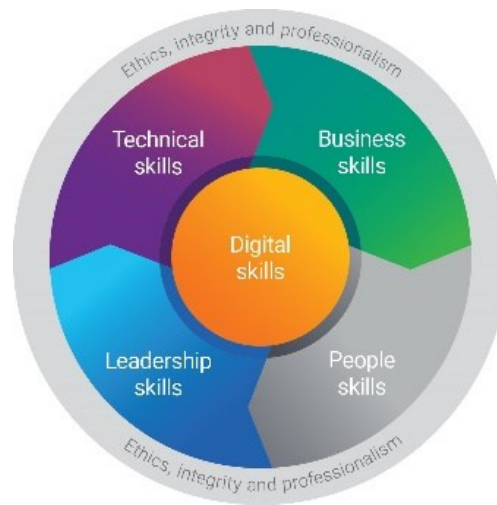 Ethics, integrity and professionalism
Technical
skills
Business
skills
Digital
skills
Leadership
skills
People
skills
Ethics, integrity and professionalism